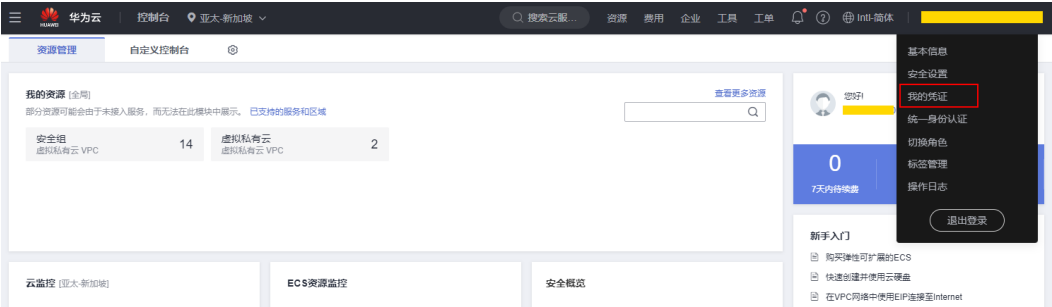 HUAWEI 华为云 控制台 亚太-新加坡 搜索云服... 资源 费用 企业 工具 工单 Intl-简体
资源管理 自定义控制台
我的资源 [全局]
部分资源可能会由于未接入服务，而无法在此模块中展示。 已支持的服务和区域
查看更多资源
安全组 14
虚拟私有云 VPC
虚拟私有云 2
虚拟私有云 VPC
您好!
0
7天内待续费
基本信息
安全设置
我的凭证
统一身份认证
切换角色
标签管理
操作日志
退出登录
新手入门
购买弹性可扩展的ECS
快速创建并使用云硬盘
在VPC网络中使用EIP连接至Internet
云监控 [亚太-新加坡]
ECS资源监控
安全概览